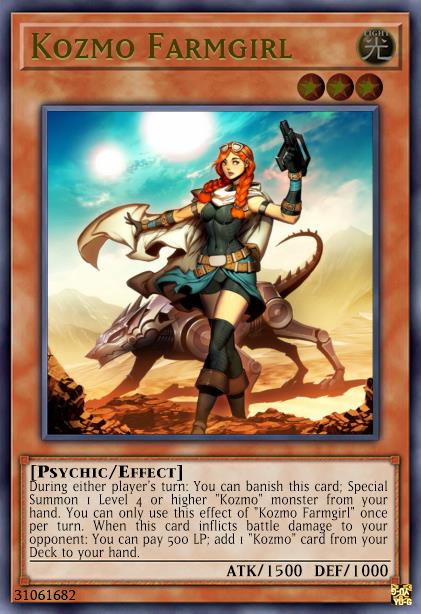 Kozmo Farmgirl
LIGHT
光
[Psychic/Effect]
During either player's turn: You can banish this card; Special
Summon 1 Level 4 or higher "Kozmo" monster from your
hand. You can only use this effect of "Kozmo Farmgirl" once
per turn. When this card inflicts battle damage to your
opponent: You can pay 500 LP; add 1 "Kozmo" card from your
Deck to your hand.
ATK/1500 DEF/1000
31061682